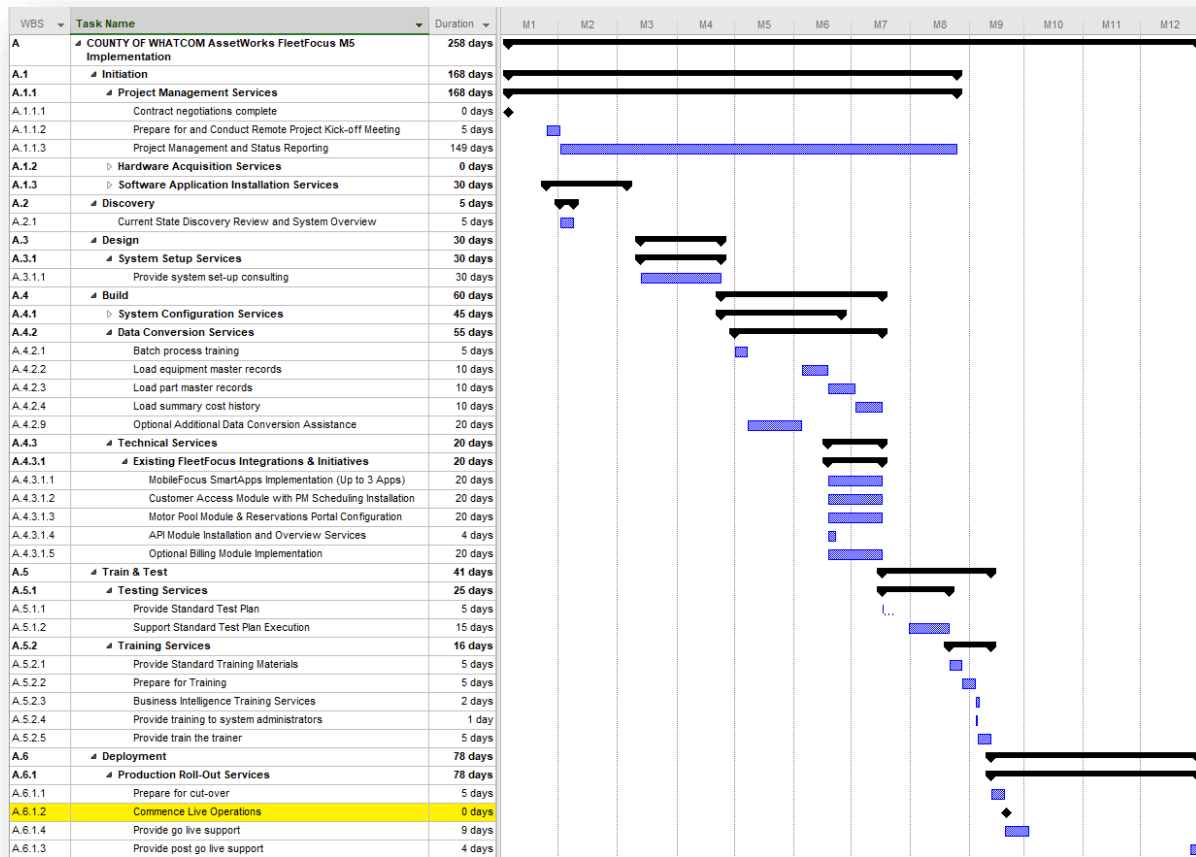 WBS Task Name Duration M1 M2 M3 M4 M5 M6 M7 M8 M9 M10 M11 M12
A COUNTY OF WHATCOM AssetWorks FleetFocus M5 258 days
Implementation
A.1 Initiation 168 days
A.1.1 Project Management Services 168 days
A.1.1.1 Contract negotiations complete 0 days
A.1.1.2 Prepare for and Conduct Remote Project Kick-off Meeting 5 days
A.1.1.3 Project Management and Status Reporting 149 days
A.1.2 Hardware Acquisition Services 0 days
A.1.3 Software Application Installation Services 30 days
A.2 Discovery 5 days
A.2.1 Current State Discovery Review and System Overview 5 days
A.3 Design 30 days
A.3.1 System Setup Services 30 days
A.3.1.1 Provide system set-up consulting 30 days
A.4 Build 60 days
A.4.1 System Configuration Services 45 days
A.4.2 Data Conversion Services 55 days
A.4.2.1 Batch process training 5 days
A.4.2.2 Load equipment master records 10 days
A.4.2.3 Load part master records 10 days
A.4.2.4 Load summary cost history 10 days
A.4.2.9 Optional Additional Data Conversion Assistance 20 days
A.4.3 Technical Services 20 days
A.4.3.1 Existing FleetFocus Integrations & Initiatives 20 days
A.4.3.1.1 MobileFocus SmartApps Implementation (Up to 3 Apps) 20 days
A.4.3.1.2 Customer Access Module with PM Scheduling Installation 20 days
A.4.3.1.3 Motor Pool Module & Reservations Portal Configuration 20 days
A.4.3.1.4 API Module Installation and Overview Services 4 days
A.4.3.1.5 Optional Billing Module Implementation 20 days
A.5 Train & Test 41 days
A.5.1 Testing Services 25 days
A.5.1.1 Provide Standard Test Plan 5 days
A.5.1.2 Support Standard Test Plan Execution 15 days
A.5.2 Training Services 16 days
A.5.2.1 Provide Standard Training Materials 5 days
A.5.2.2 Prepare for Training 5 days
A.5.2.3 Business Intelligence Training Services 2 days
A.5.2.4 Provide training to system administrators 1 day
A.5.2.5 Provide train the trainer 5 days
A.6 Deployment 78 days
A.6.1 Production Roll-Out Services 78 days
A.6.1.1 Prepare for cut-over 5 days
A.6.1.2 Commence Live Operations 0 days
A.6.1.4 Provide go live support 9 days
A.6.1.3 Provide post go live support 4 days